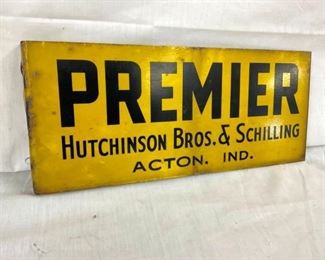 PREMIER
HUTCHINSON BROS. & SCHILLING
ACTON. IND.